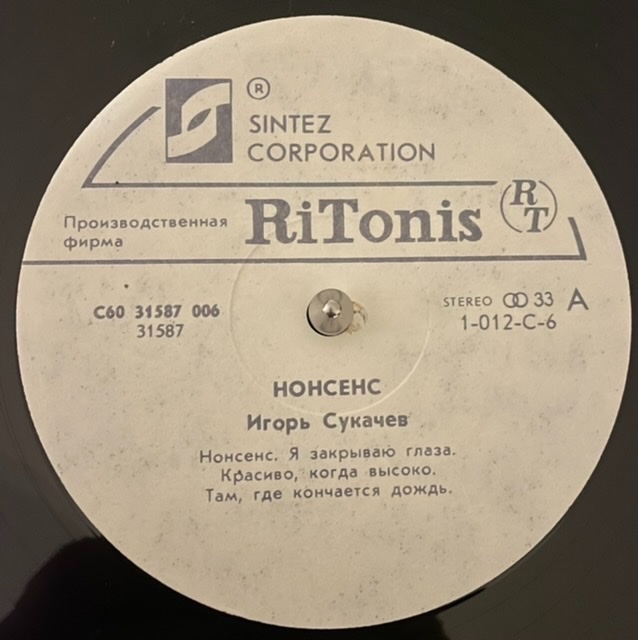 ®
SINTEZ
CORPORATION
Производственная
фирма
RiTonis
RT
С60 31587 006
31587
STEREO 33 A
1-012-C-6
НОНСЕНС
Игорь Сукачев
Нонсенс. Я закрываю глаза.
Красиво, когда высоко.
Там, где кончается дождь.